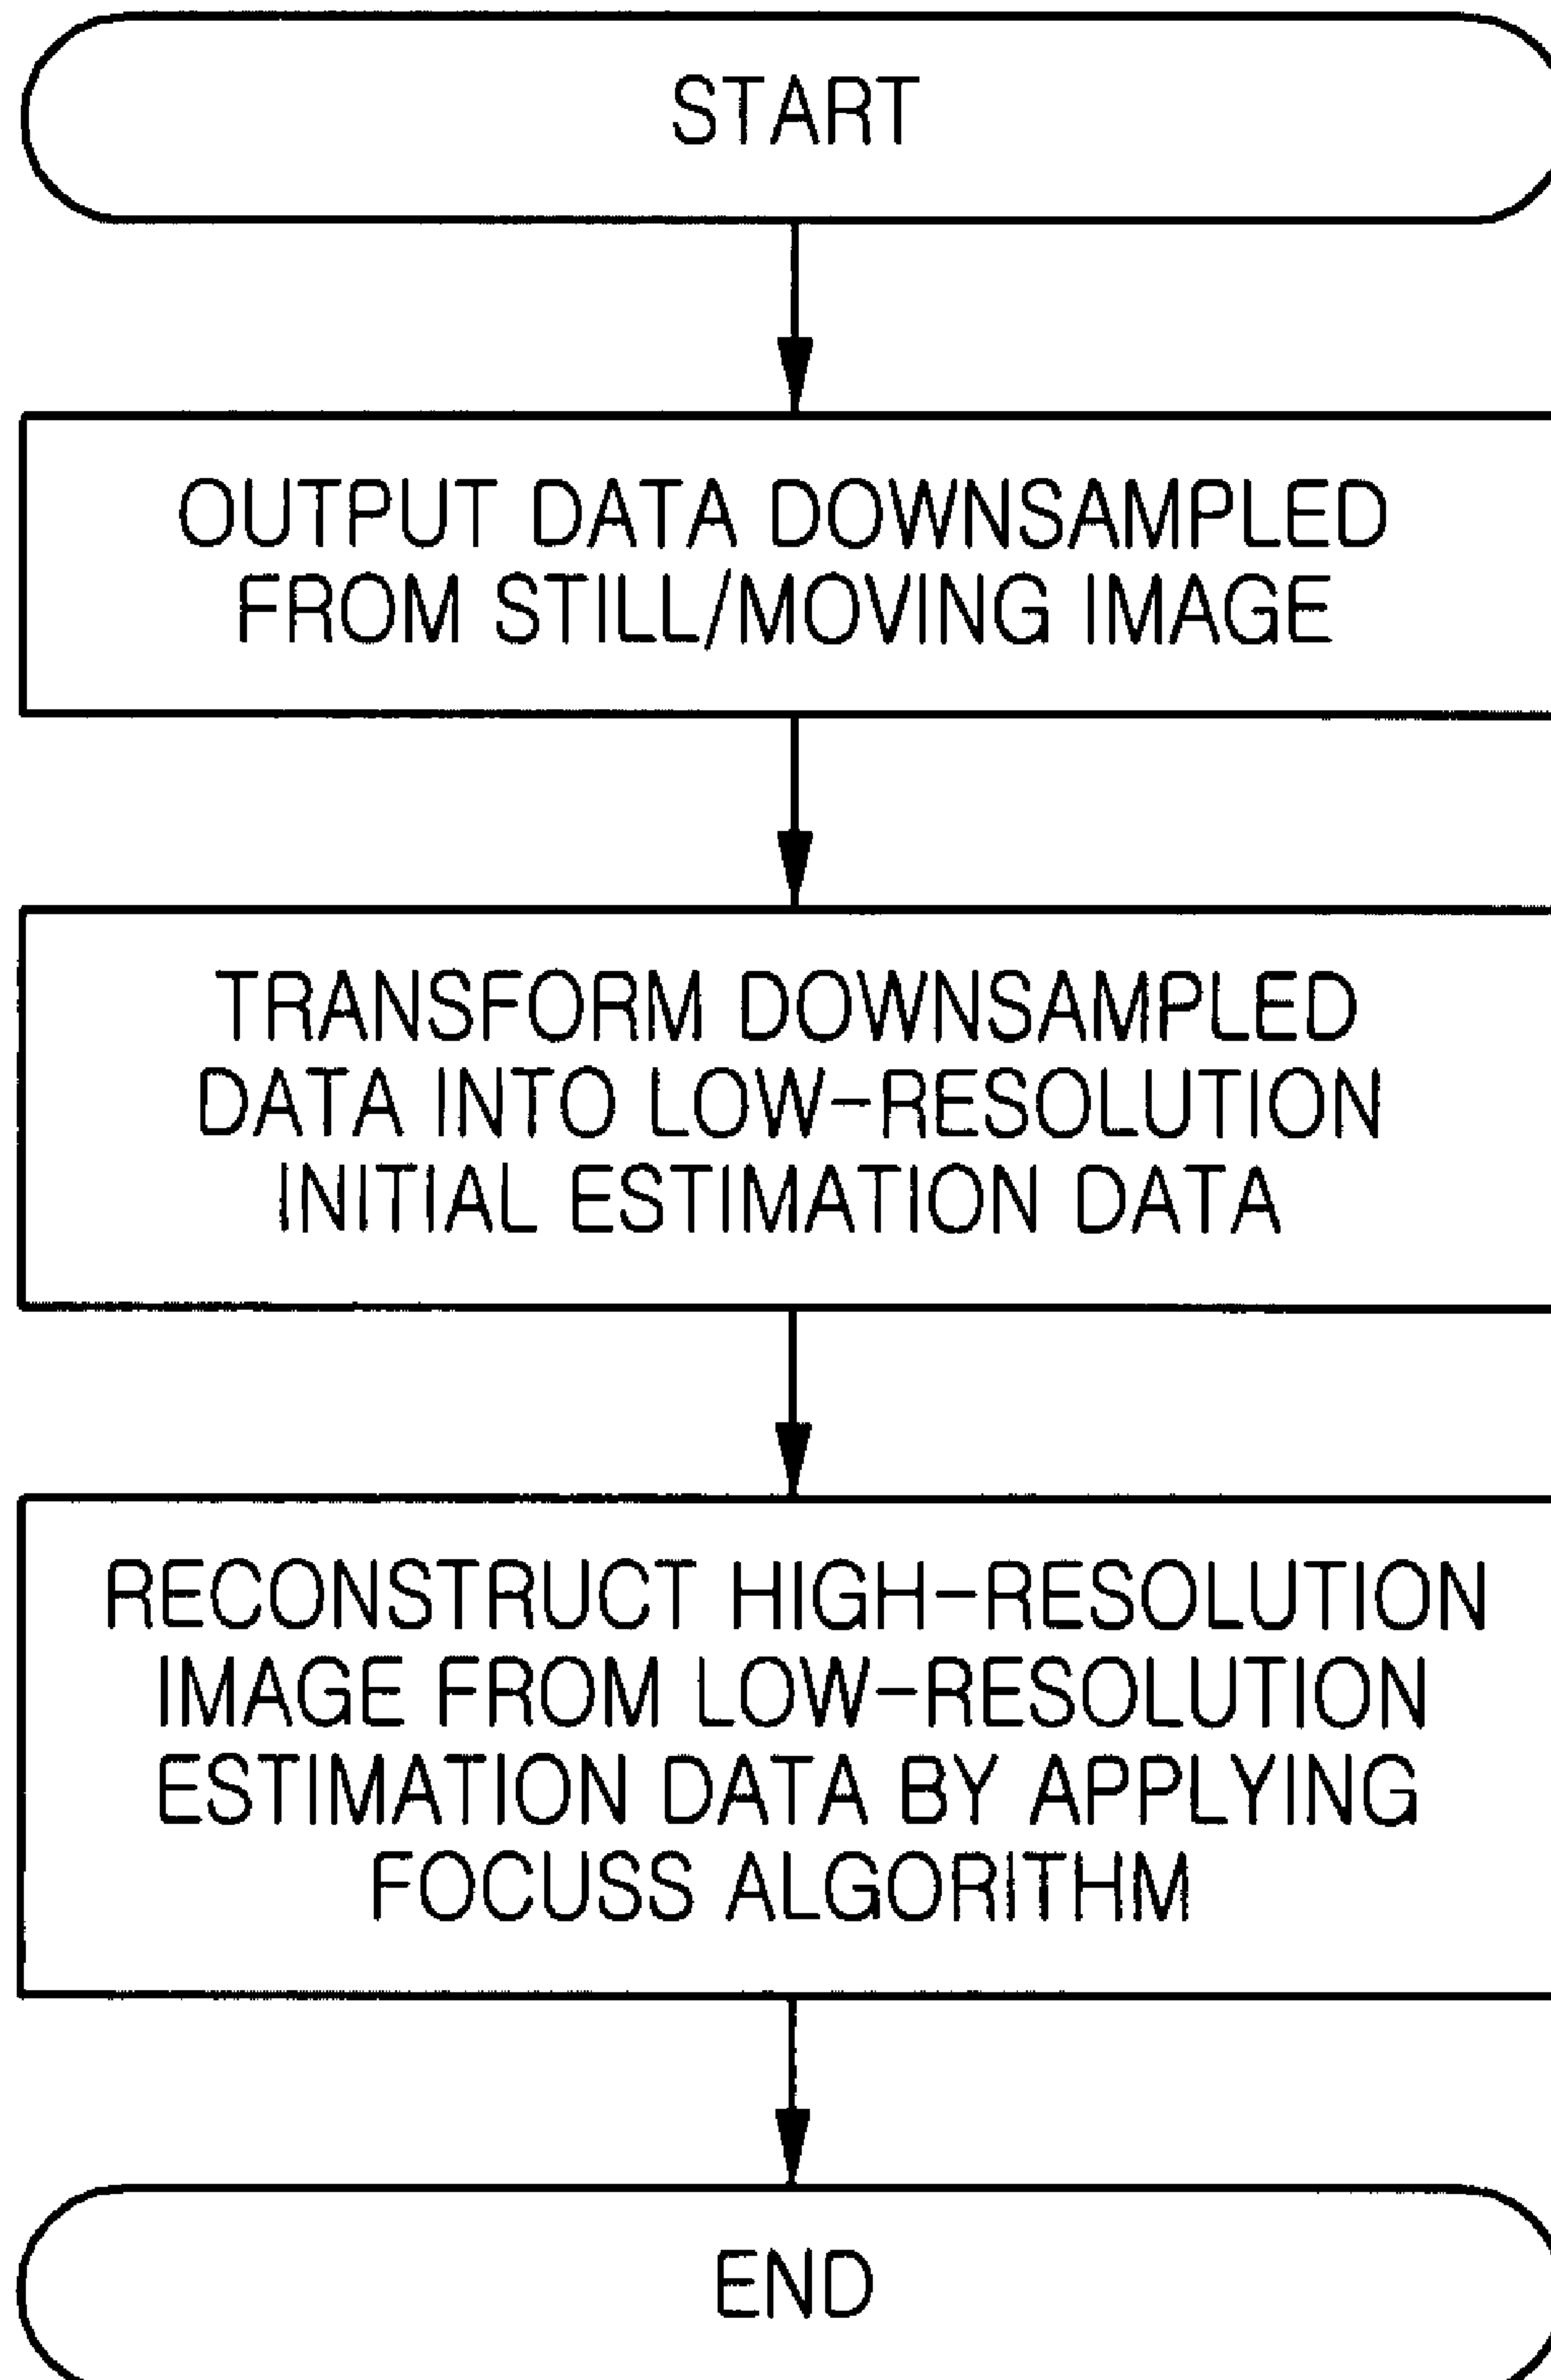 START
OUTPUT DATA DOWNSAMPLED
FROM STILL/MOVING IMAGE
TRANSFORM DOWNSAMPLED
DATA INTO LOW-RESOLUTION
INITIAL ESTIMATION DATA
RECONSTRUCT HIGH-RESOLUTION
IMAGE FROM LOW-RESOLUTION
ESTIMATION DATA BY APPLYING
FOCUSS ALGORITHM
END